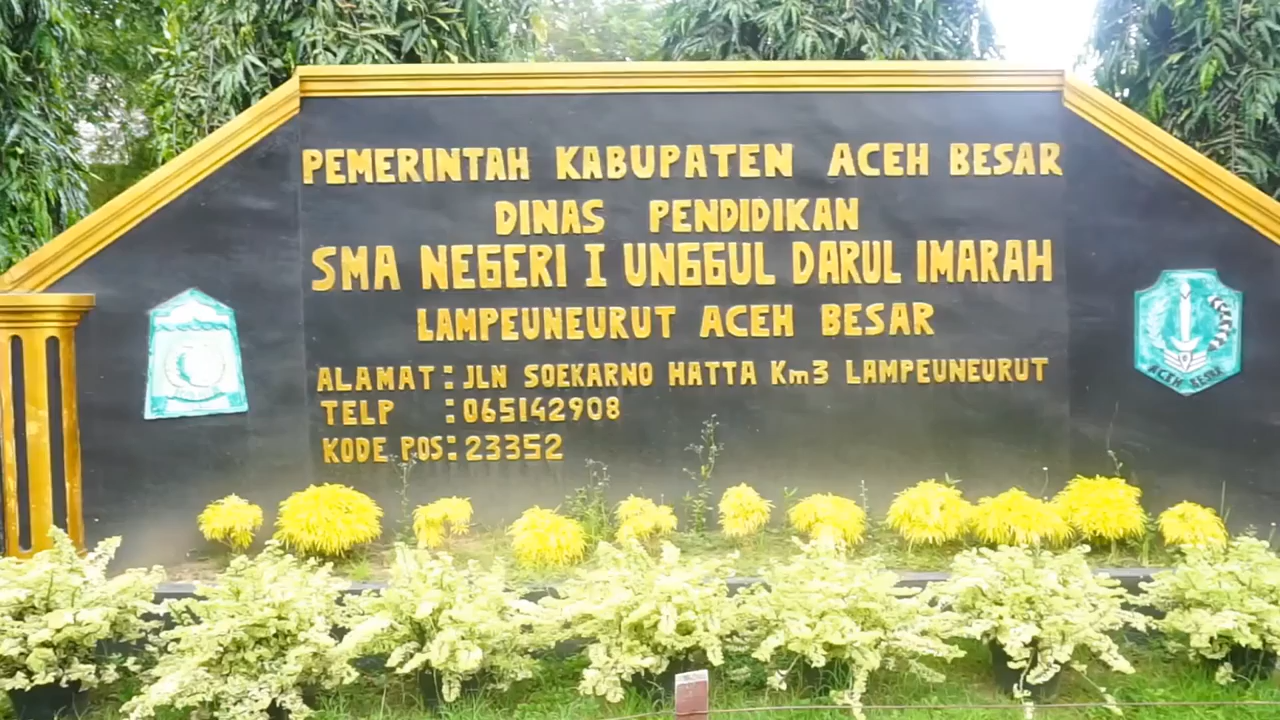 PEMERINTAH KABUPATEN ACEH BESAR
DINAS PENDIDIKAN
SMA NEGERI I UNGGUL DARUL IMARAH
LAMPEUNEURUT ACEH BESAR
ALAMAT : JLN SOEKARNO HATTA Km3 LAMPEUNEURUT
TELP : 065142908
KODE POS : 23352
ACEH BESAR